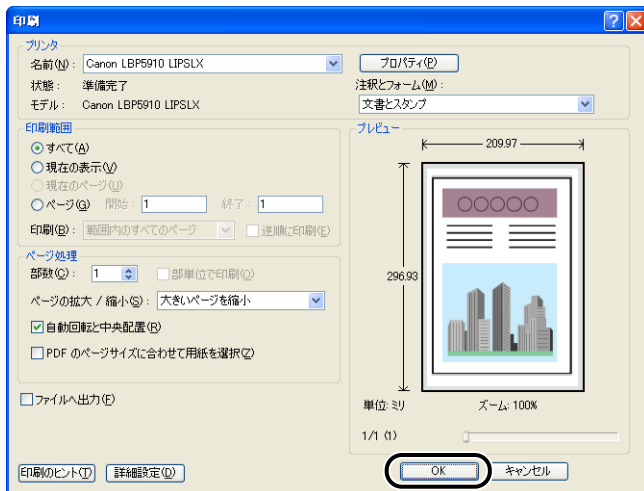 印刷
プリンタ
名前(N): Canon LBP5910 LIPSLX
プロパティ(P)
状態: 準備完了
注釈とフォーム(M):
モデル: Canon LBP5910 LIPSLX
文書とスタンプ
印刷範囲
すべて(A)
現在の表示(V)
現在のページ(U)
ページ(G) 開始: 1 終了: 1
印刷(B): 範囲内のすべてのページ 逆順に印刷(E)
ページ処理
部数(C): 1 部単位で印刷(O)
ページの拡大 / 縮小(S): 大きいページを縮小
自動回転と中央配置(R)
PDF のページサイズに合わせて用紙を選択(Z)
ファイルへ出力(F)
プレビュー
209.97
296.93
単位: ミリ ズーム: 100%
1/1 (1)
印刷のヒント(T) 詳細設定(D) OK キャンセル